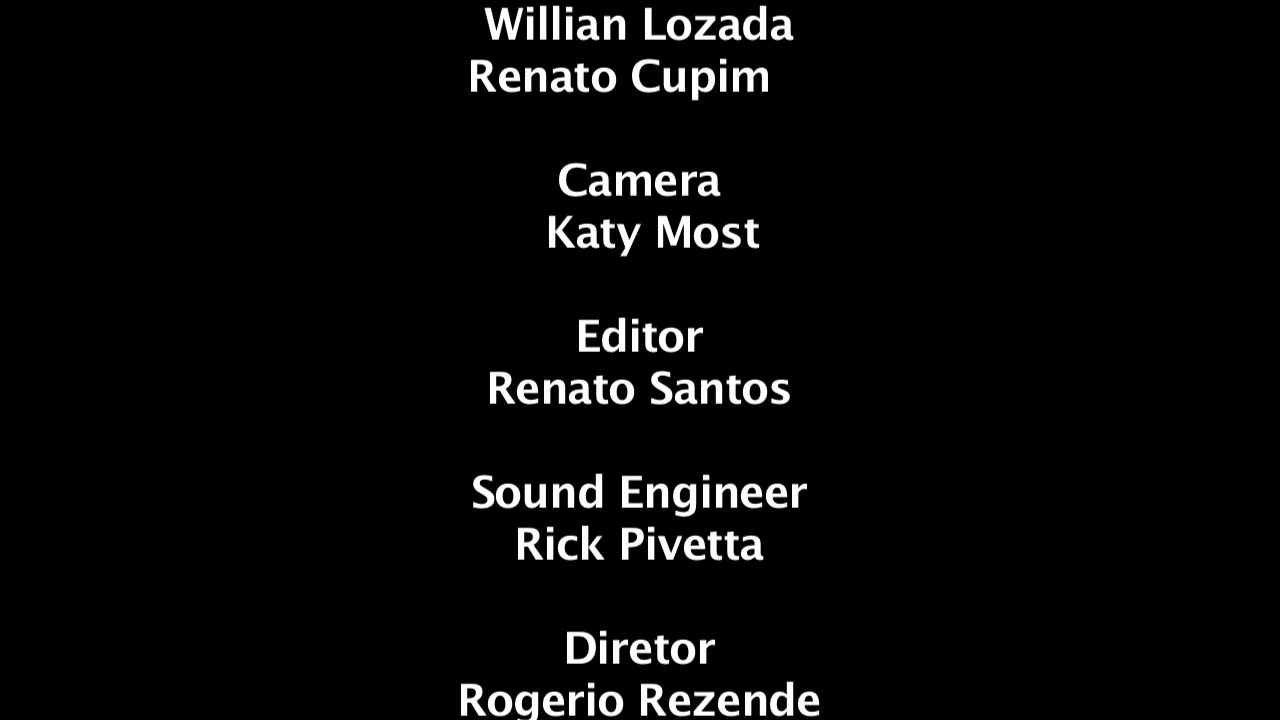 Willian Lozada
Renato Cupim
Camera
Katy Most
Editor
Renato Santos
Sound Engineer
Rick Pivetta
Diretor
Rogerio Rezende